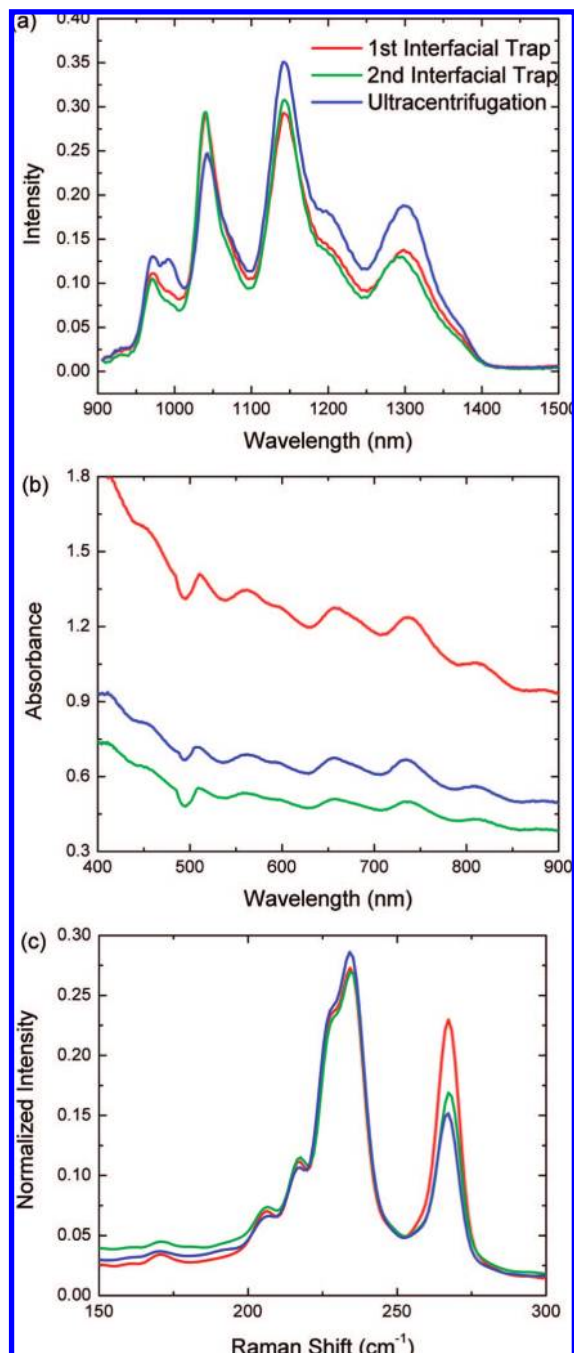 (a)
0.40
1st Interfacial Trap
0.35
2nd Interfacial Trap
0.30
Ultracentrifugation
0.25
0.20
0.15
0.10
0.05
0.00
Intensity
900 1000 1100 1200 1300 1400 1500
Wavelength (nm)
(b)
1.8
1.5
1.2
0.9
0.6
0.3
Absorbance
400 500 600 700 800 900
Wavelength (nm)
(c)
0.30
0.25
0.20
0.15
0.10
0.05
0.00
Normalized Intensity
150 200 250 300
Raman Shift (cm⁻¹)